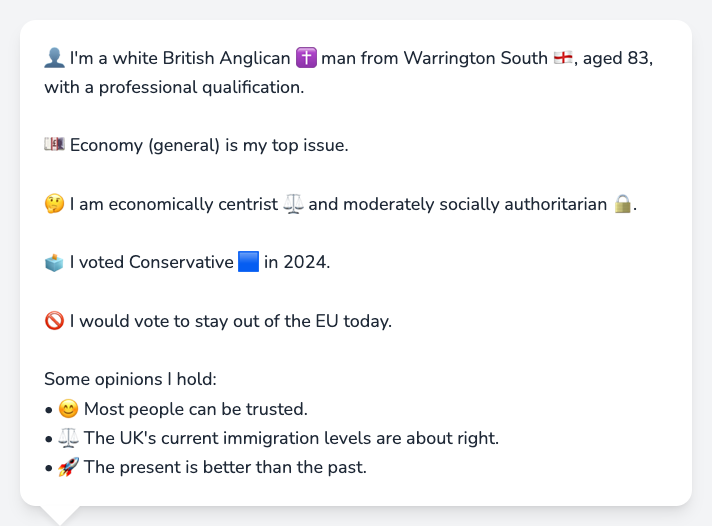 👤 I'm a white British Anglican ✝️ man from Warrington South 🏴󠁧󠁢󠁥󠁮󠁧󠁿, aged 83,
with a professional qualification.
💷 Economy (general) is my top issue.
🤔 I am economically centrist ⚖️ and moderately socially authoritarian 🔒.
🗳️ I voted Conservative 🟦 in 2024.
🚫 I would vote to stay out of the EU today.
Some opinions I hold:
• 😊 Most people can be trusted.
• ⚖️ The UK's current immigration levels are about right.
• 🚀 The present is better than the past.